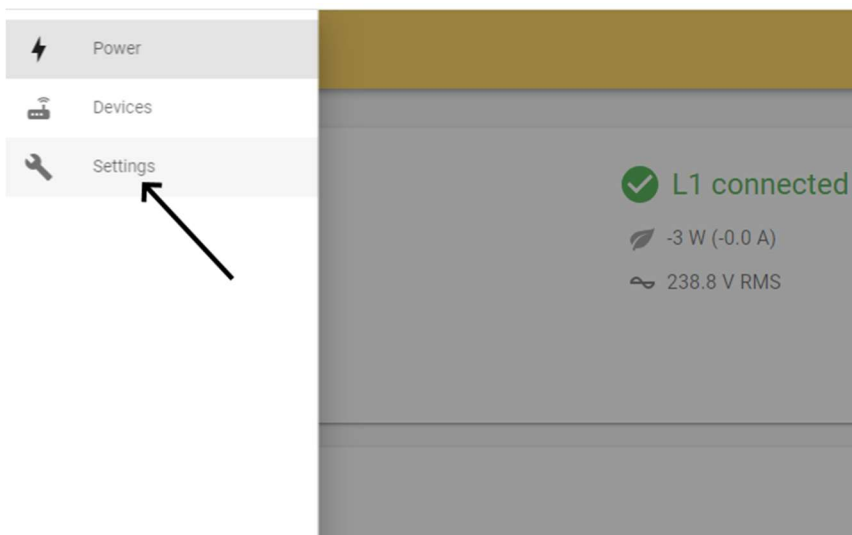 Power
Devices
Settings
L1 connected
-3 W (-0.0 A)
238.8 V RMS